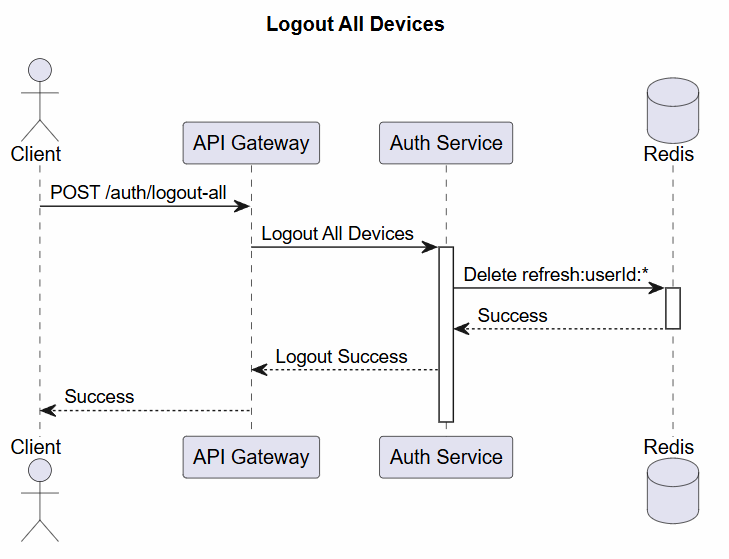 Logout All Devices
Client
API Gateway
Auth Service
Redis
POST /auth/logout-all
Logout All Devices
Delete refresh:userId:*
Success
Logout Success
Success
Client
API Gateway
Auth Service
Redis